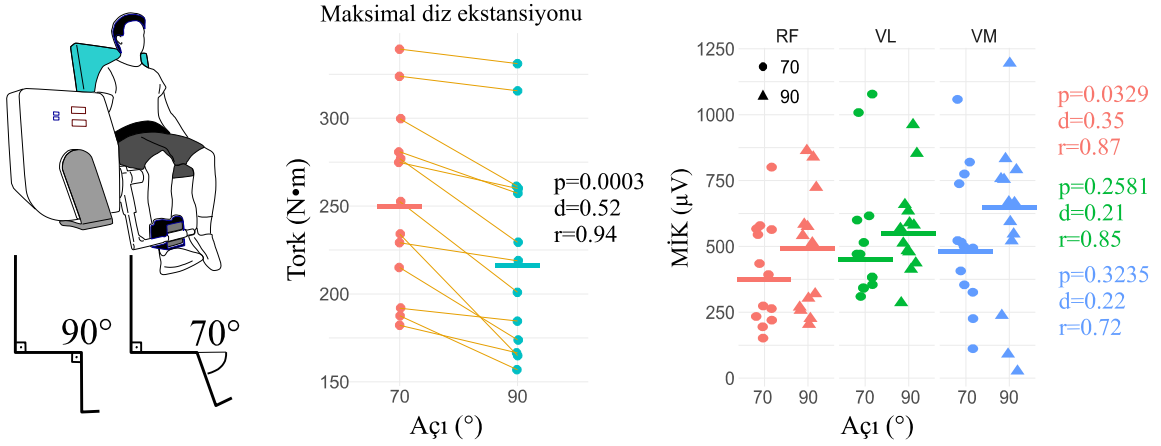 90°
70°
Maksimal diz ekstansiyonu
Tork (N•m)
300
250
200
150
70
90
Açı (°)
p=0.0003
d=0.52
r=0.94
MİK (µV)
1250
1000
750
500
250
0
RF
VL
VM
70
90
70
90
70
90
70
90
Açı (°)
p=0.0329
d=0.35
r=0.87
p=0.2581
d=0.21
r=0.85
p=0.3235
d=0.22
r=0.72